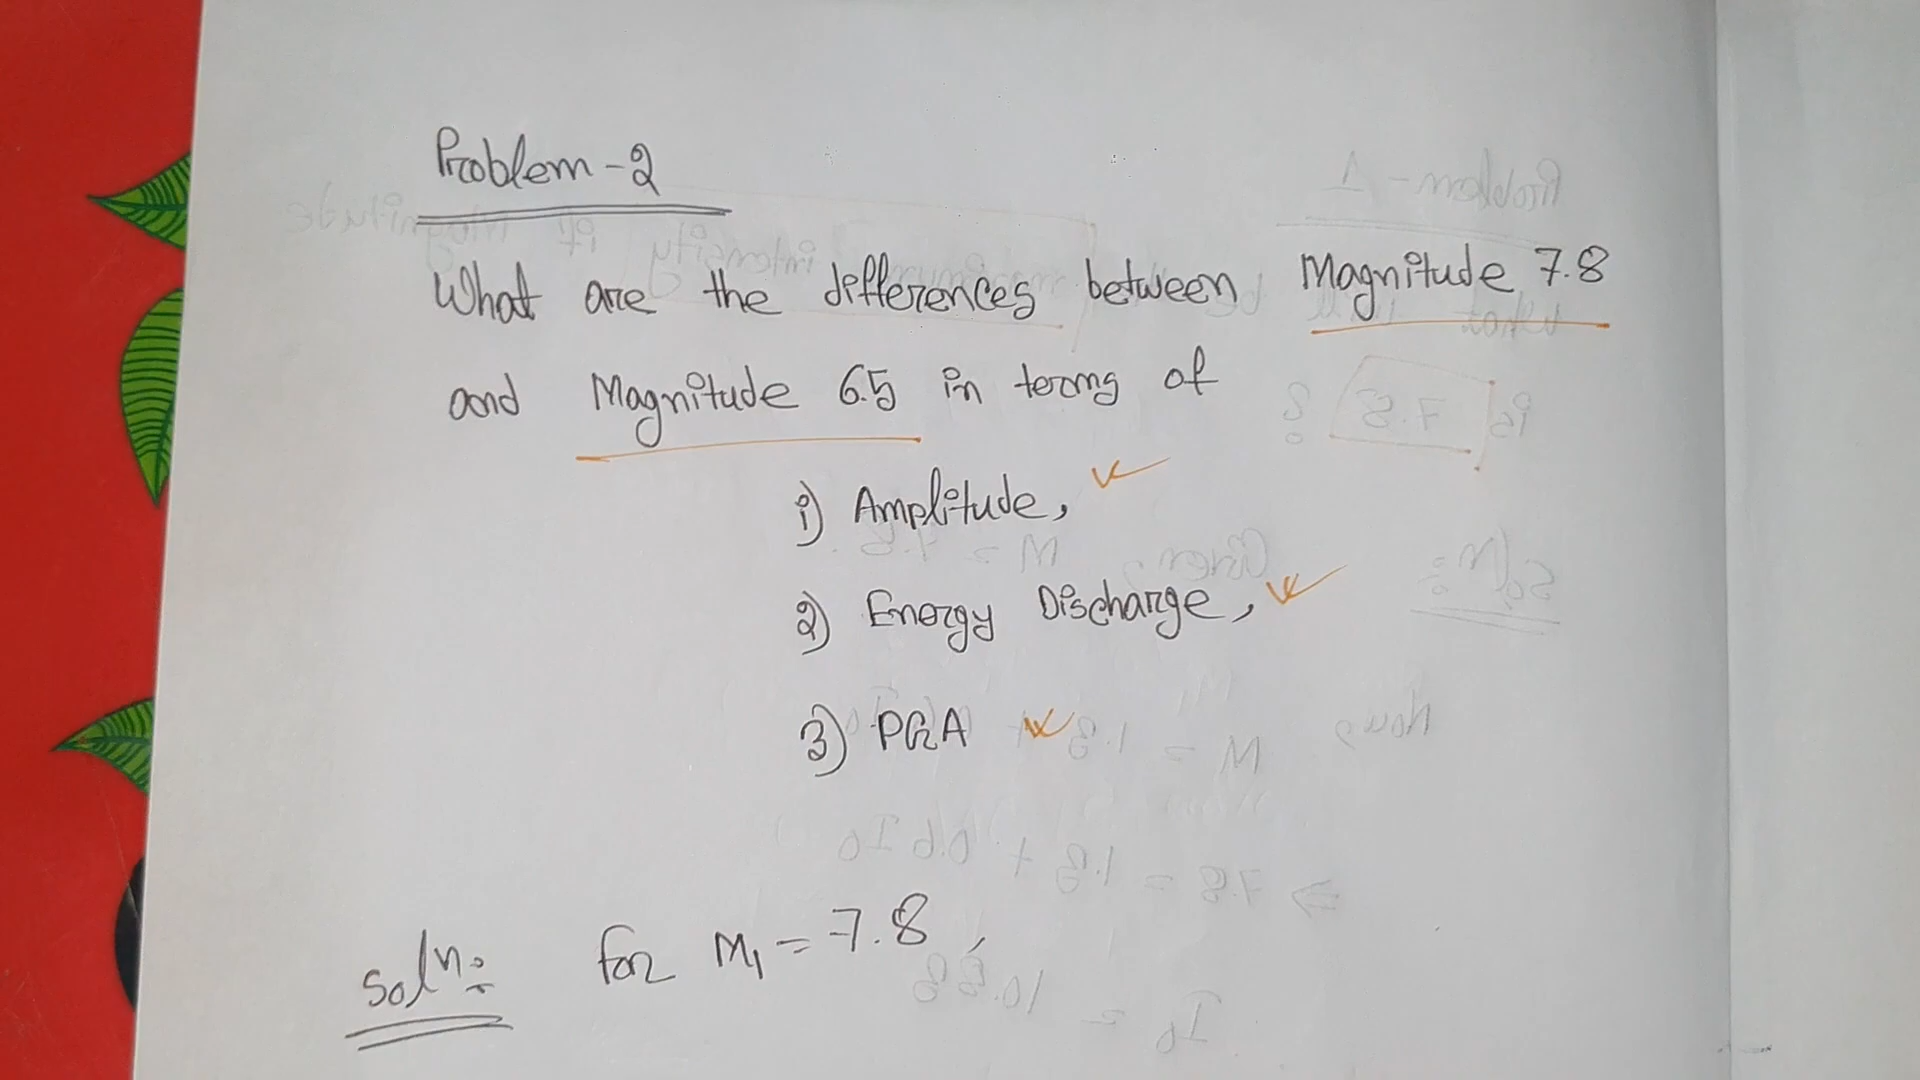 Problem - 2
What are the differences between Magnitude 7.8
and Magnitude 6.5 in terms of
i) Amplitude,
2) Energy Discharge,
3) PGA
Soln: for M1 = 7.8